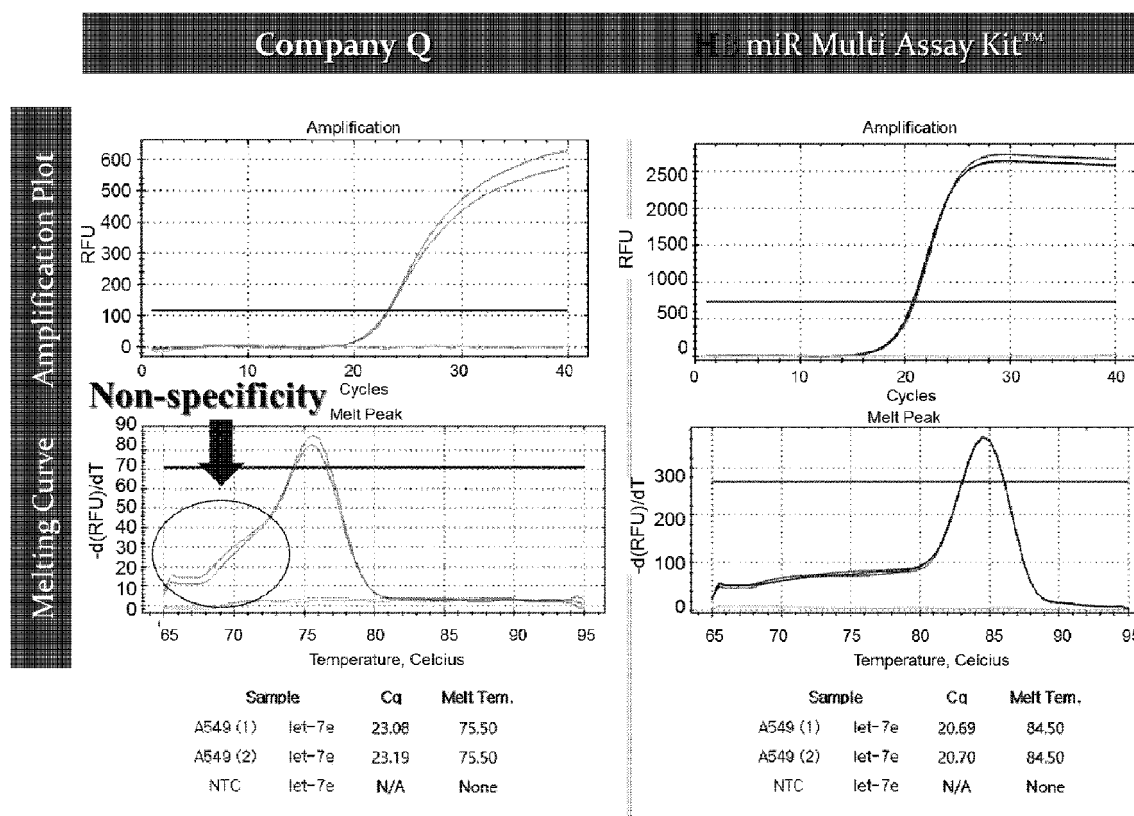 Company Q
HB miR Multi Assay Kit™
Amplification Plot
Melting Curve
Amplification
RFU
600
500
400
300
200
100
0
0
10
20
30
40
Cycles
Non-specificity
Melt Peak
-d(RFU)/dT
90
80
70
60
50
40
30
20
10
0
65
70
75
80
85
90
95
Temperature, Celcius
Sample Cq Melt Tem.
A549 (1) let-7e 23.08 75.50
A549 (2) let-7e 23.19 75.50
NTC let-7e N/A None
Amplification
RFU
2500
2000
1500
1000
500
0
0
10
20
30
40
Cycles
Melt Peak
-d(RFU)/dT
300
200
100
0
65
70
75
80
85
90
95
Temperature, Celcius
Sample Cq Melt Tem.
A549 (1) let-7e 20.69 84.50
A549 (2) let-7e 20.70 84.50
NTC let-7e N/A None